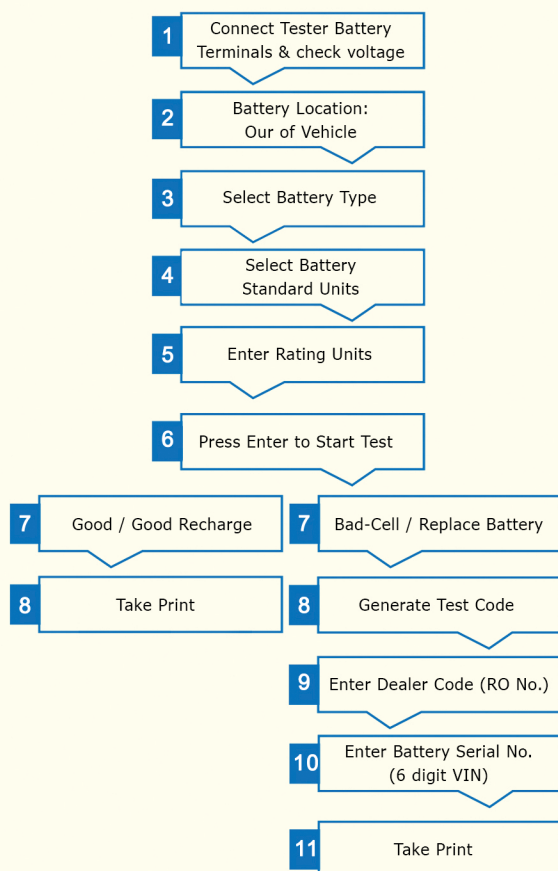 1
Connect Tester Battery
Terminals & check voltage
2
Battery Location:
Our of Vehicle
3
Select Battery Type
4
Select Battery
Standard Units
5
Enter Rating Units
6
Press Enter to Start Test
7
Good / Good Recharge
8
Take Print
7
Bad-Cell / Replace Battery
8
Generate Test Code
9
Enter Dealer Code (RO No.)
10
Enter Battery Serial No.
(6 digit VIN)
11
Take Print